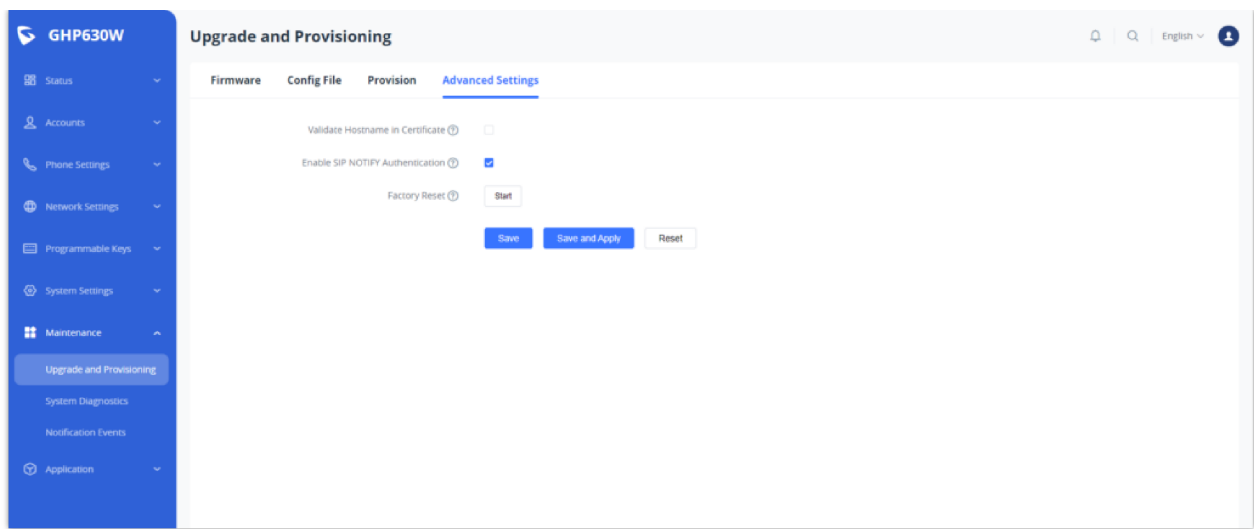 GHP630W
Status
Accounts
Phone Settings
Network Settings
Programmable Keys
System Settings
Maintenance
Upgrade and Provisioning
System Diagnostics
Notification Events
Application
Upgrade and Provisioning
English
Firmware Config File Provision Advanced Settings
Validate Hostname in Certificate
Enable SIP NOTIFY Authentication
Factory Reset Start
Save Save and Apply Reset